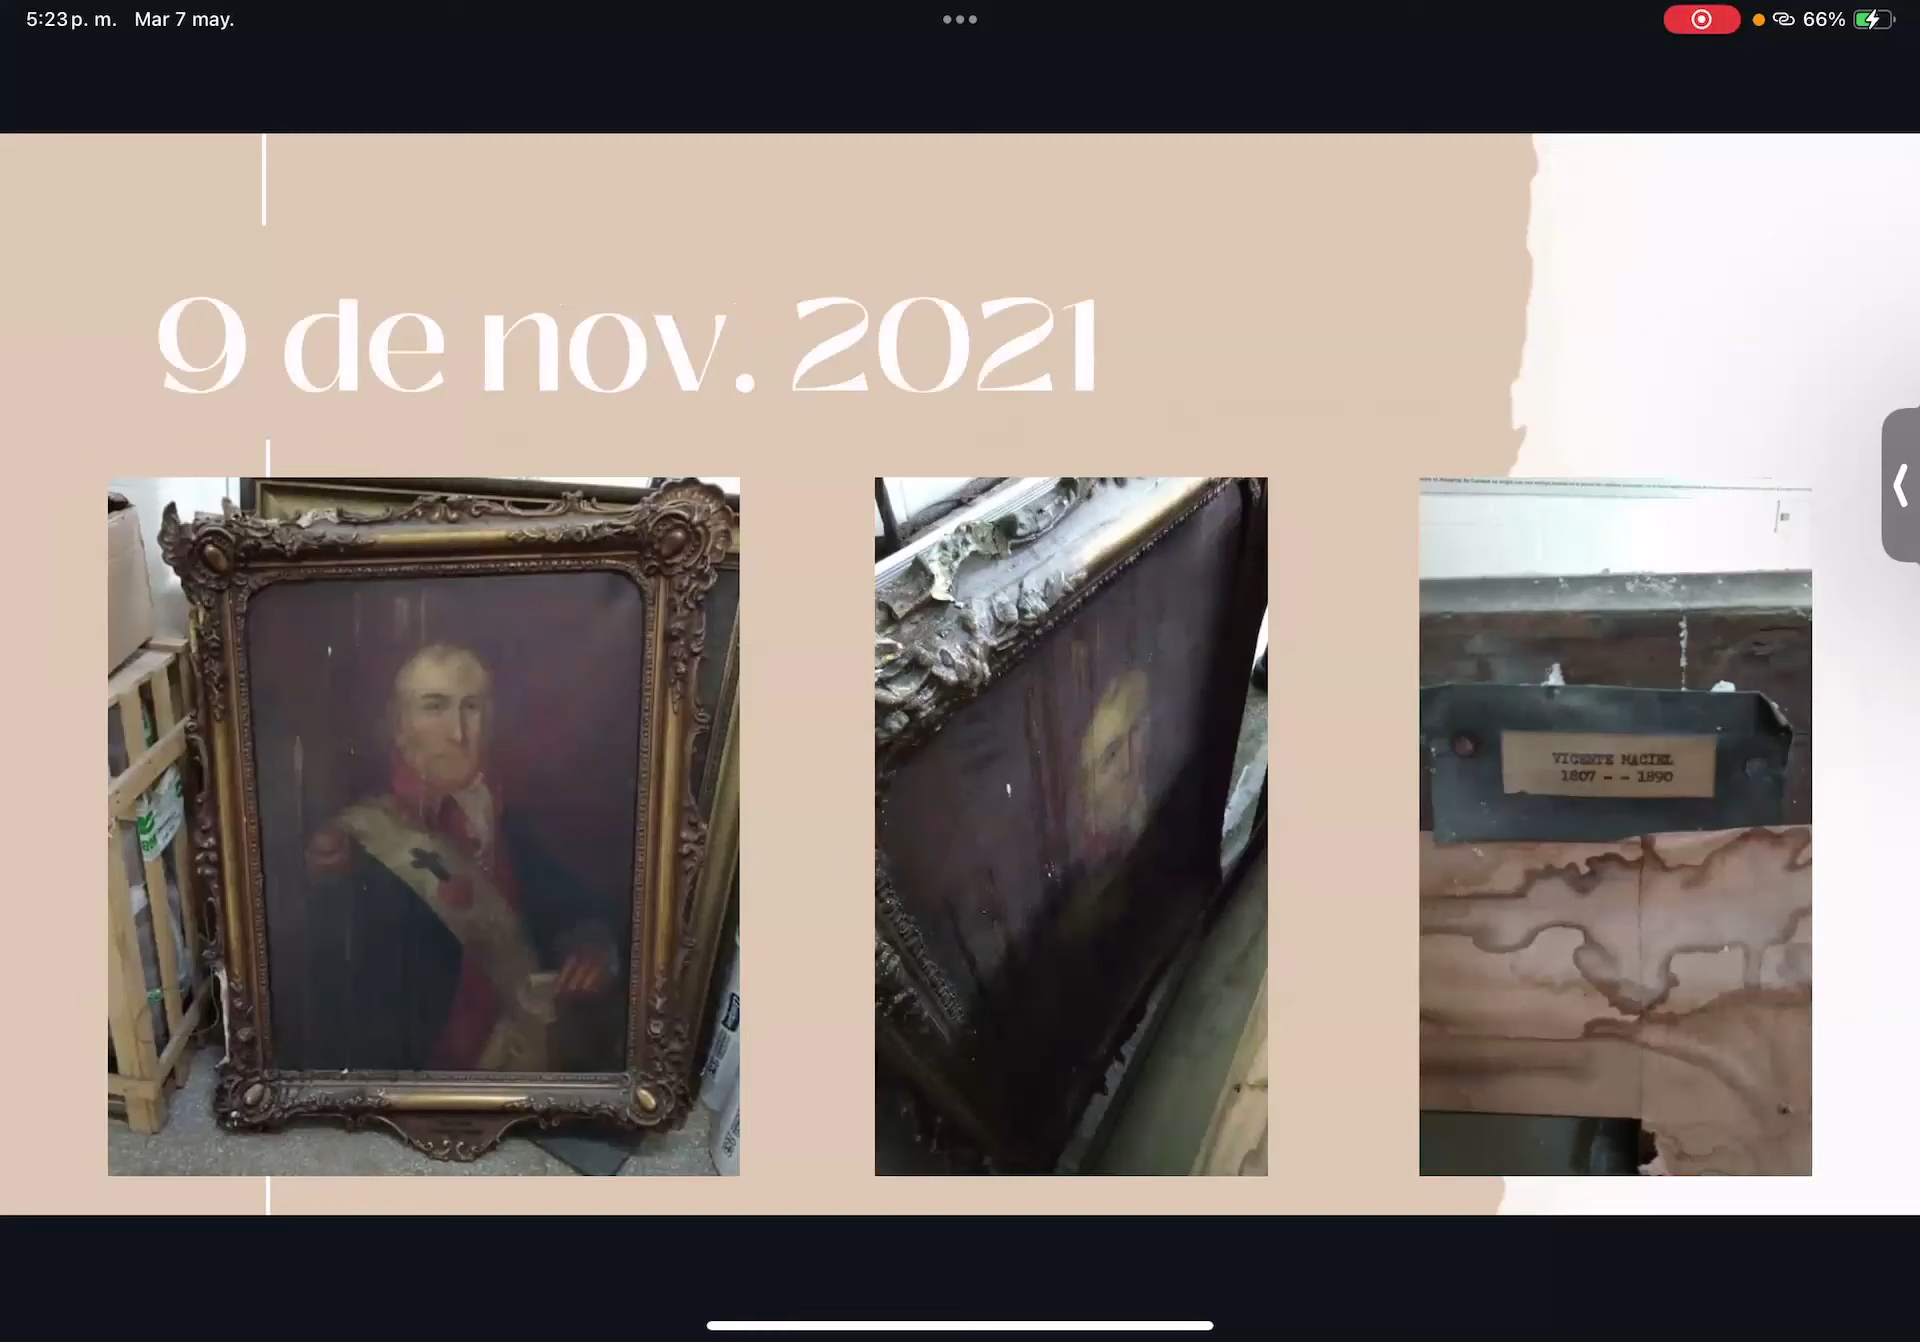 5:23 p. m. Mar 7 may.
66%
9 de nov. 2021
VICENTE MACIEL
1807 - - 1890